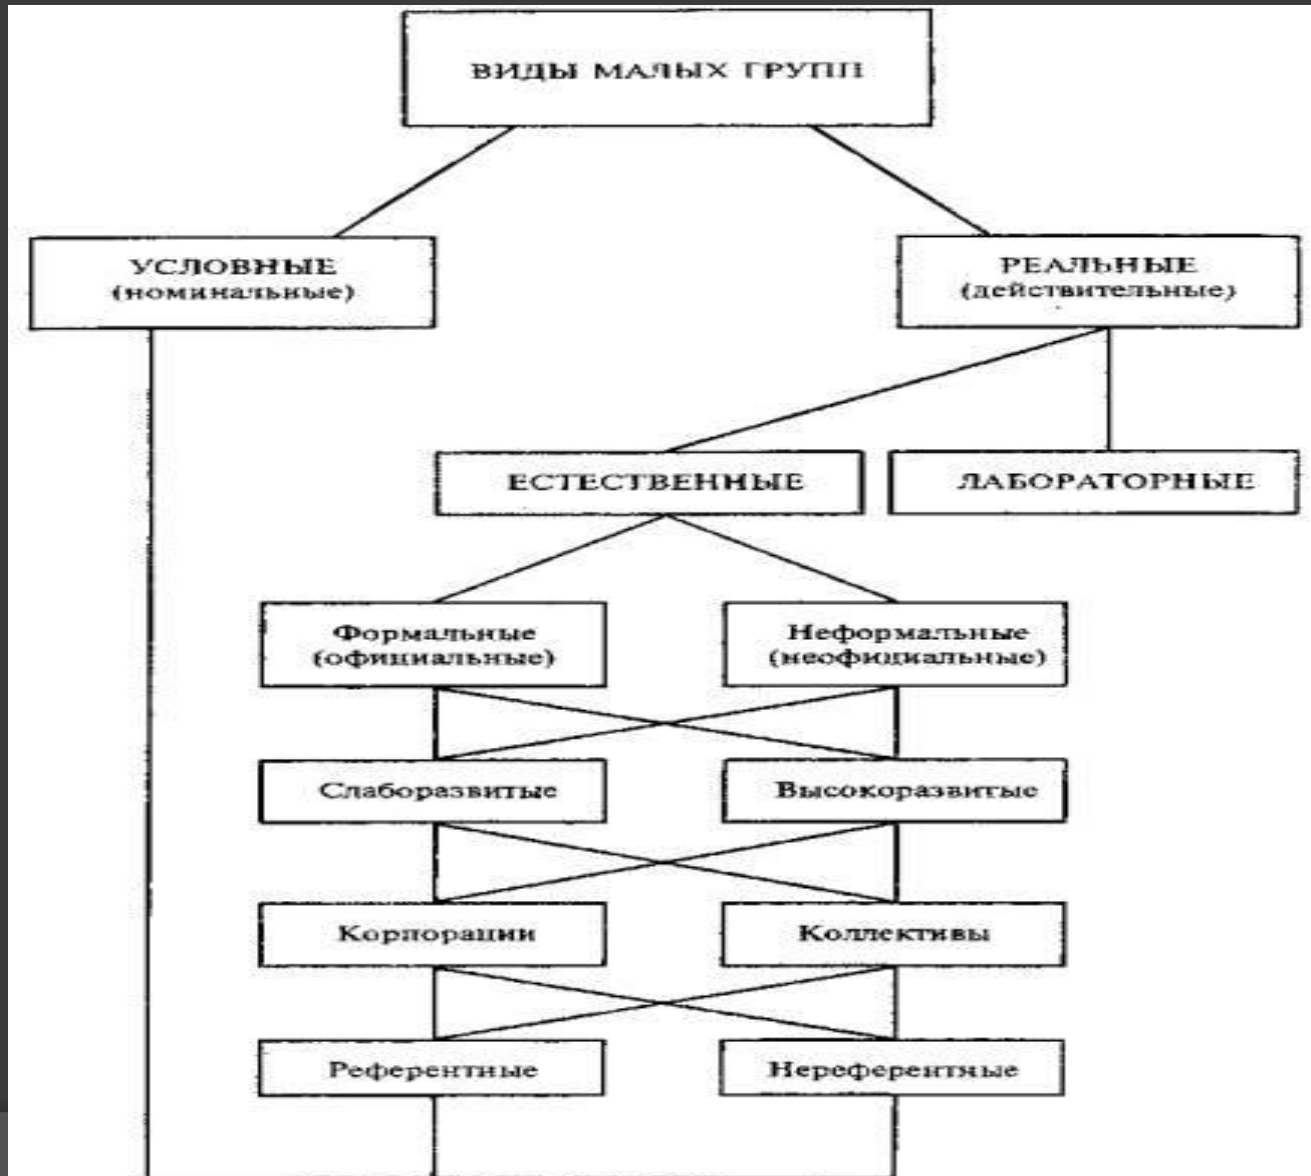 ВИДЫ МАЛЫХ ГРУПП
УСЛОВНЫЕ
(номинальные)
РЕАЛЬНЫЕ
(действительные)
ЕСТЕСТВЕННЫЕ
ЛАБОРАТОРНЫЕ
Формальные
(официальные)
Неформальные
(неофициальные)
Слаборазвитые
Высокоразвитые
Корпорации
Коллективы
Референтные
Нереферентные